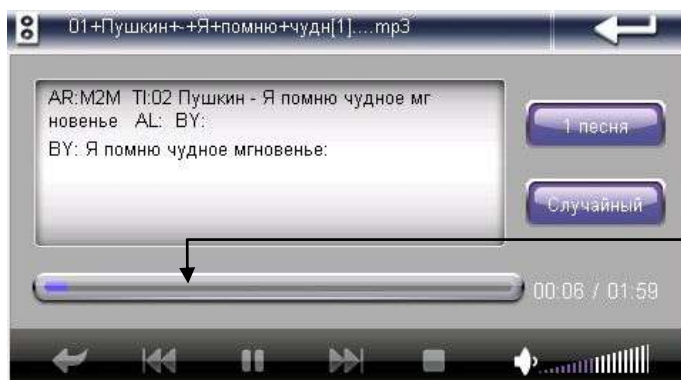 01+Пушкин+-+Я+помню+чудн[1]....mp3
AR:M2M TI:02 Пушкин - Я помню чудное мг
новенье AL: BY:
BY: Я помню чудное мгновенье:
1 песня
Случайный
00:06 / 01:59